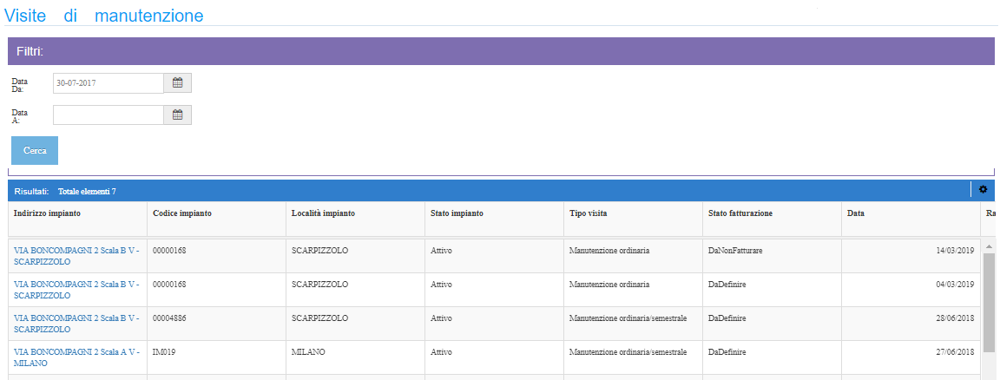 Visite di manutenzione
Filtri:
Data
Da:
30-07-2017
Data
A:
Cerca
Risultati: Totale elementi 7
Indirizzo impianto Codice impianto Località impianto Stato impianto Tipo visita Stato fatturazione Data Ra
VIA BONCOMPAGNI 2 Scala B V - 00000168 SCARPIZZOLO Attivo Manutenzione ordinaria DaNonFatturare 14/03/2019
SCARPIZZOLO
VIA BONCOMPAGNI 2 Scala B V - 00000168 SCARPIZZOLO Attivo Manutenzione ordinaria DaDefinire 04/03/2019
SCARPIZZOLO
VIA BONCOMPAGNI 2 Scala B V - 00004886 SCARPIZZOLO Attivo Manutenzione ordinaria/semestrale DaDefinire 28/06/2018
SCARPIZZOLO
VIA BONCOMPAGNI 2 Scala A V - IM019 MILANO Attivo Manutenzione ordinaria/semestrale DaDefinire 27/06/2018
MILANO